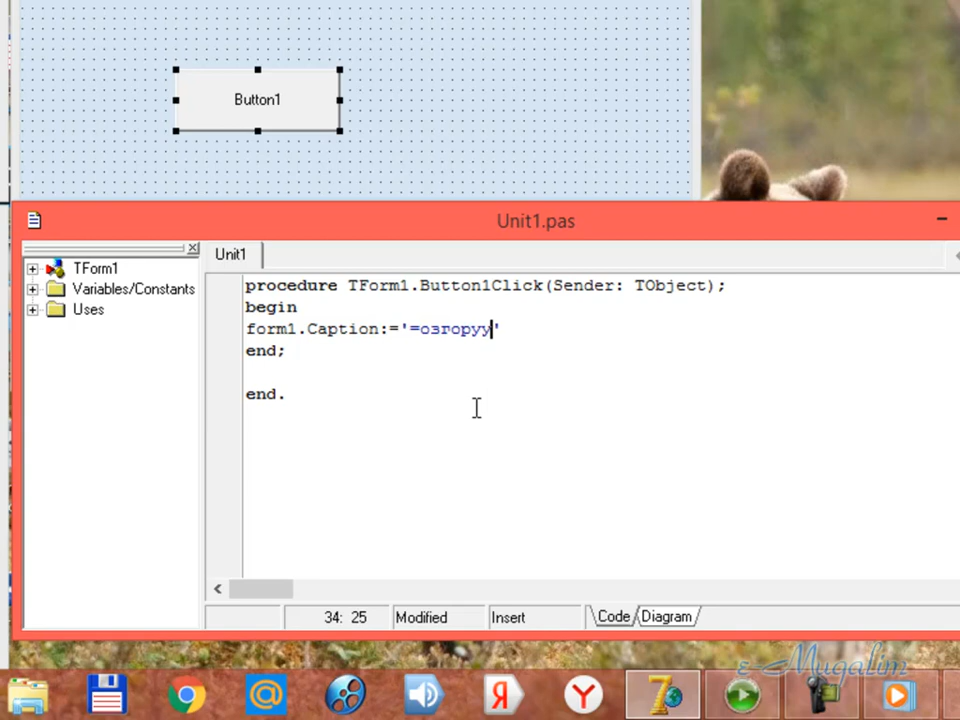 Button1
Unit1.pas
Unit1
TForm1
Variables/Constants
Uses
procedure TForm1.Button1Click(Sender: TObject);
begin
form1.Caption:='=озгоруу'
end;
end.
34: 25
Modified
Insert
Code
Diagram
e-Mugalim